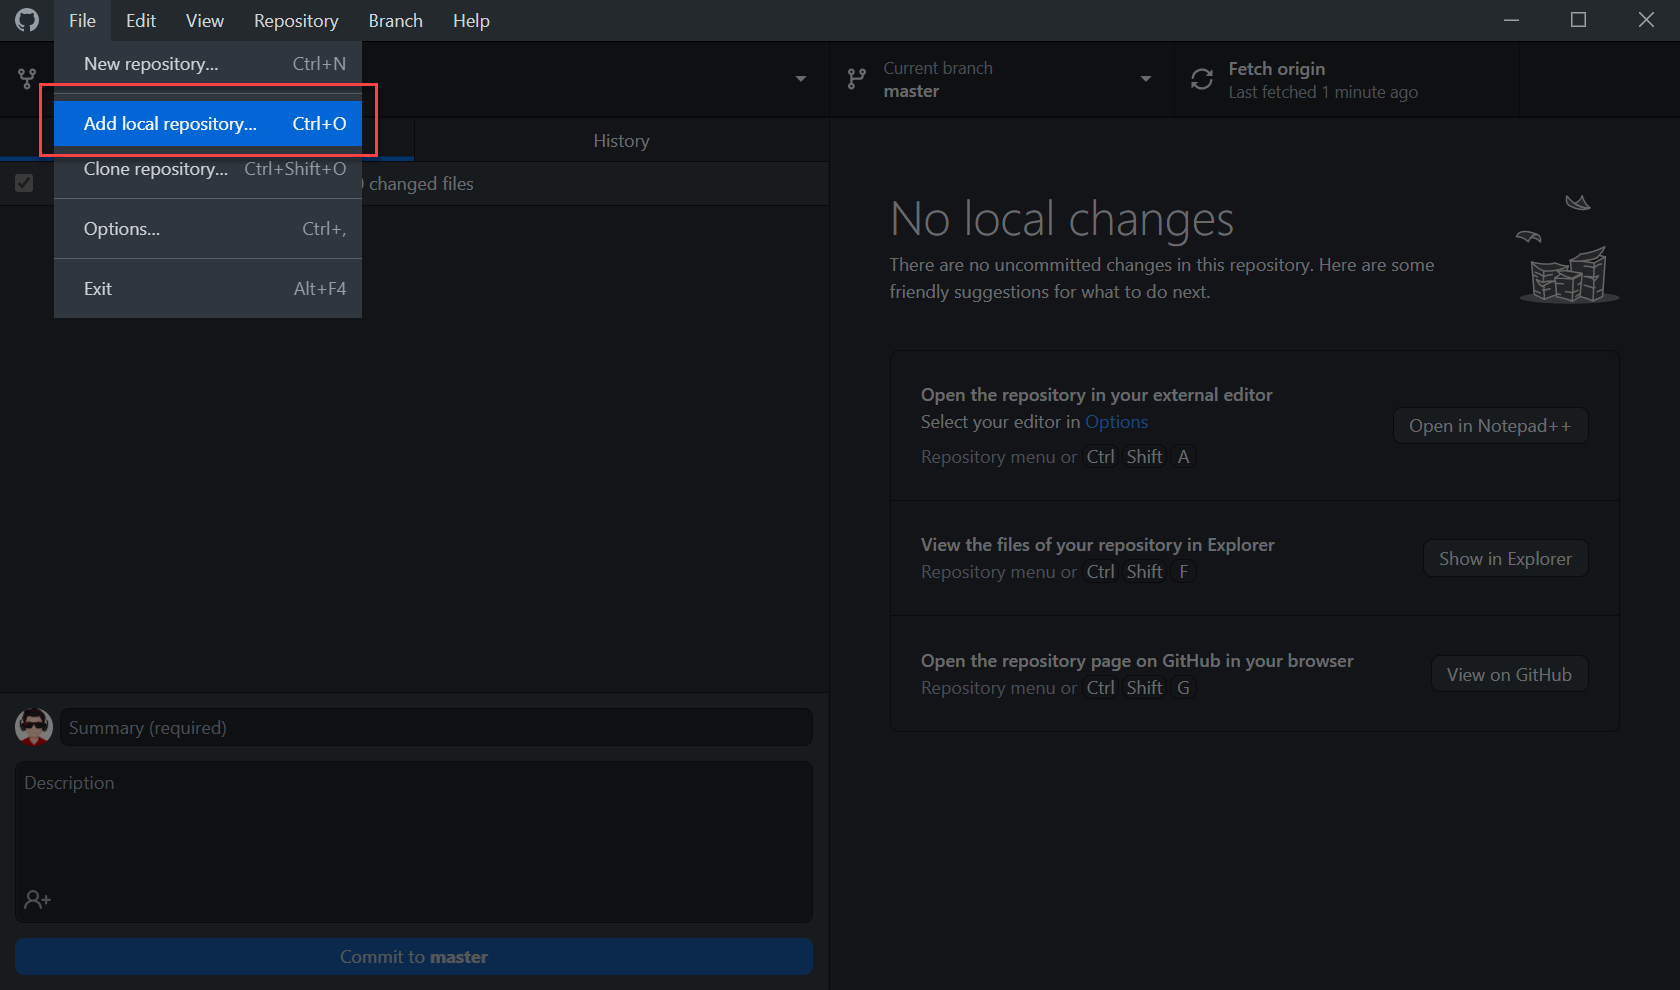 File Edit View Repository Branch Help
New repository... Ctrl+N
Add local repository... Ctrl+O
Clone repository... Ctrl+Shift+O
Options... Ctrl+,
Exit Alt+F4
Current branch
master
Fetch origin
Last fetched 1 minute ago
History
changed files
No local changes
There are no uncommitted changes in this repository. Here are some
friendly suggestions for what to do next.
Open the repository in your external editor
Select your editor in Options
Repository menu or Ctrl Shift A
Open in Notepad++
View the files of your repository in Explorer
Repository menu or Ctrl Shift F
Show in Explorer
Open the repository page on GitHub in your browser
Repository menu or Ctrl Shift G
View on GitHub
Summary (required)
Description
Commit to master